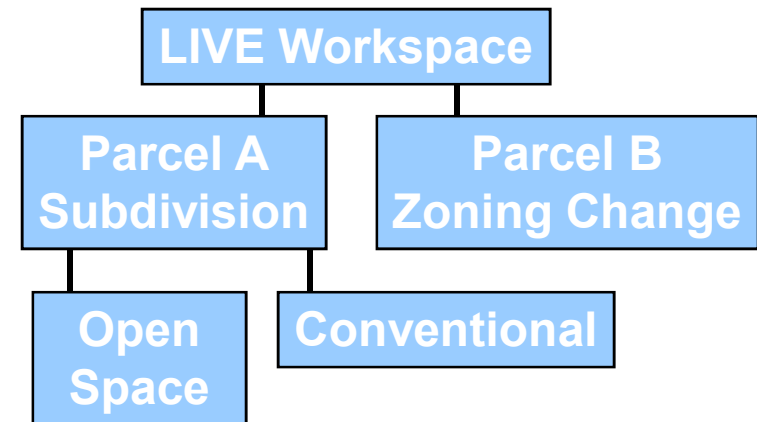 LIVE Workspace
Parcel A
Subdivision
Parcel B
Zoning Change
Open
Space
Conventional